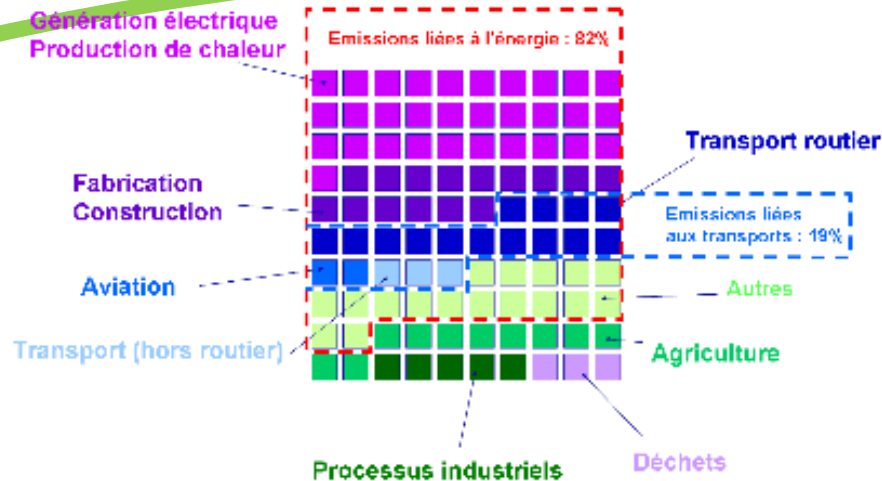 Génération électrique
Production de chaleur
Emissions liées à l'énergie : 82%
Transport routier
Fabrication
Construction
Emissions liées
aux transports : 19%
Aviation
Autres
Transport (hors routier)
Agriculture
Processus industriels
Déchets